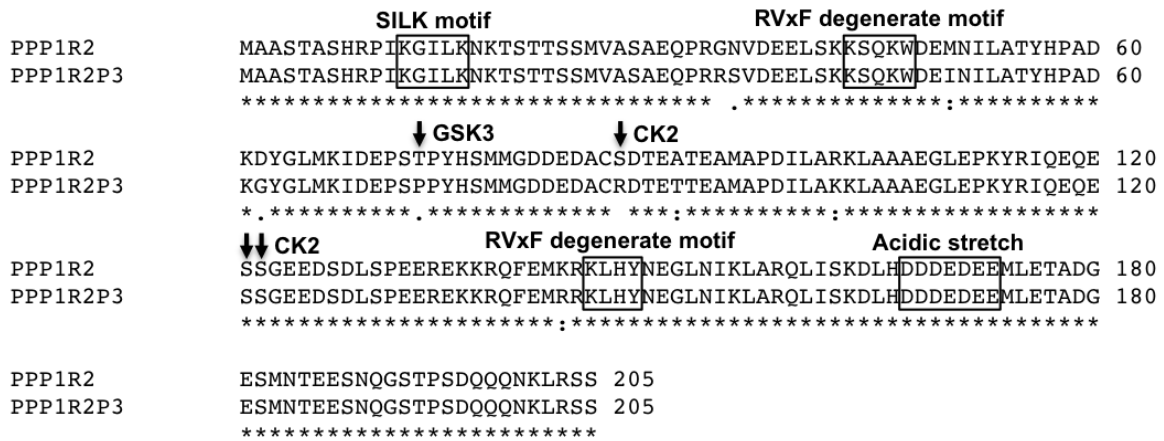 SILK motif RVxF degenerate motif
PPP1R2 MAASTASHRPIKGILKNKTSTTSSMVASAEQPRGNVDEELSKKSQKWDEMNILATYHPAD 60
PPP1R2P3 MAASTASHRPIKGILKNKTSTTSSMVASAEQPRRSVDEELSKKSQKWDEINILATYHPAD 60
********************************* .**************:**********
GSK3 CK2
PPP1R2 KDYGLMKIDEPSTPYHSMMGDDEDACSDTEATEAMAPDILARKLAAAEGLEPKYRIQEQE 120
PPP1R2P3 KGYGLMKIDEPSPPYHSMMGDDEDACRDTETTEAMAPDILAKKLAAAEGLEPKYRIQEQE 120
*.**********.************* ***:**********:******************
CK2 RVxF degenerate motif Acidic stretch
PPP1R2 SSGEEDSDLSPEEREKKRQFEMKRKLHYNEGLNIKLARQLISKDLHDDDEDEEMLETADG 180
PPP1R2P3 SSGEEDSDLSPEEREKKRQFEMRRKLHYNEGLNIKLARQLISKDLHDDDEDEEMLETADG 180
**********************:*************************************
PPP1R2 ESMNTEESNQGSTPSDQQQNKLRSS 205
PPP1R2P3 ESMNTEESNQGSTPSDQQQNKLRSS 205
*************************